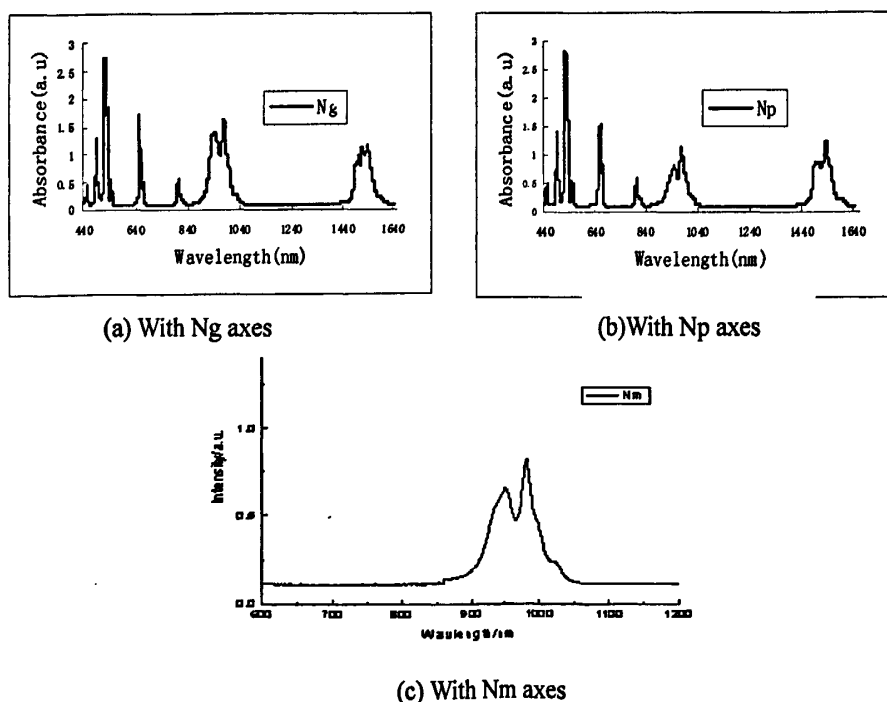 Absorbance(a.u)
3
2.5
2
1.5
1
0.5
0
Ng
440 640 840 1040 1240 1440 1640
Wavelength(nm)
(a) With Ng axes
Absorbance(a.u)
3
2.5
2
1.5
1
0.5
0
Np
440 640 840 1040 1240 1440 1640
Wavelength(nm)
(b)With Np axes
Intensity/a.u.
1.0
0.5
0.0
Nm
600 700 800 900 1000 1100 1200
Wavelength/nm
(c) With Nm axes